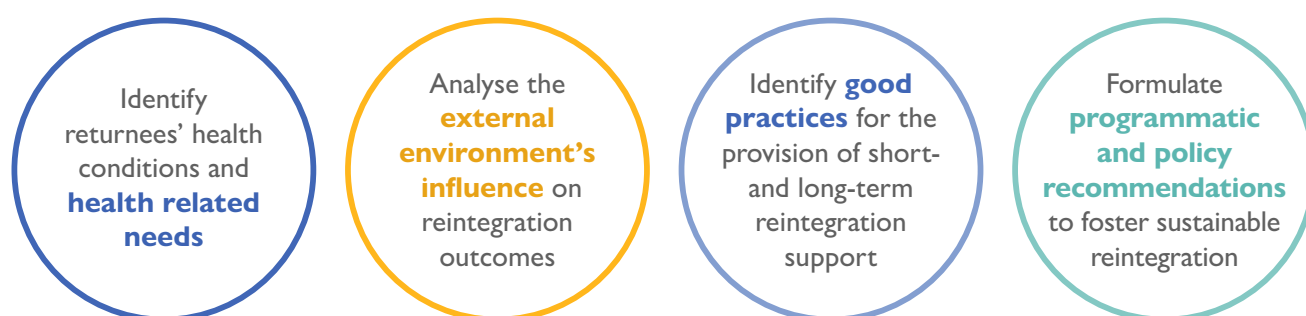 Identify
returnees’ health
conditions and
health related
needs
Analyse the
external
environment’s
influence on
reintegration
outcomes
Identify good
practices for the
provision of short-
and long-term
reintegration
support
Formulate
programmatic
and policy
recommendations
to foster sustainable
reintegration